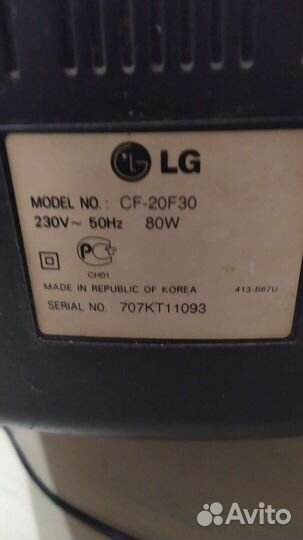 LG
MODEL NO.: CF-20F30
230V~ 50Hz 80W
PC
CH01
MADE IN REPUBLIC OF KOREA 413-867U
SERIAL NO. 707KT11093
Avito